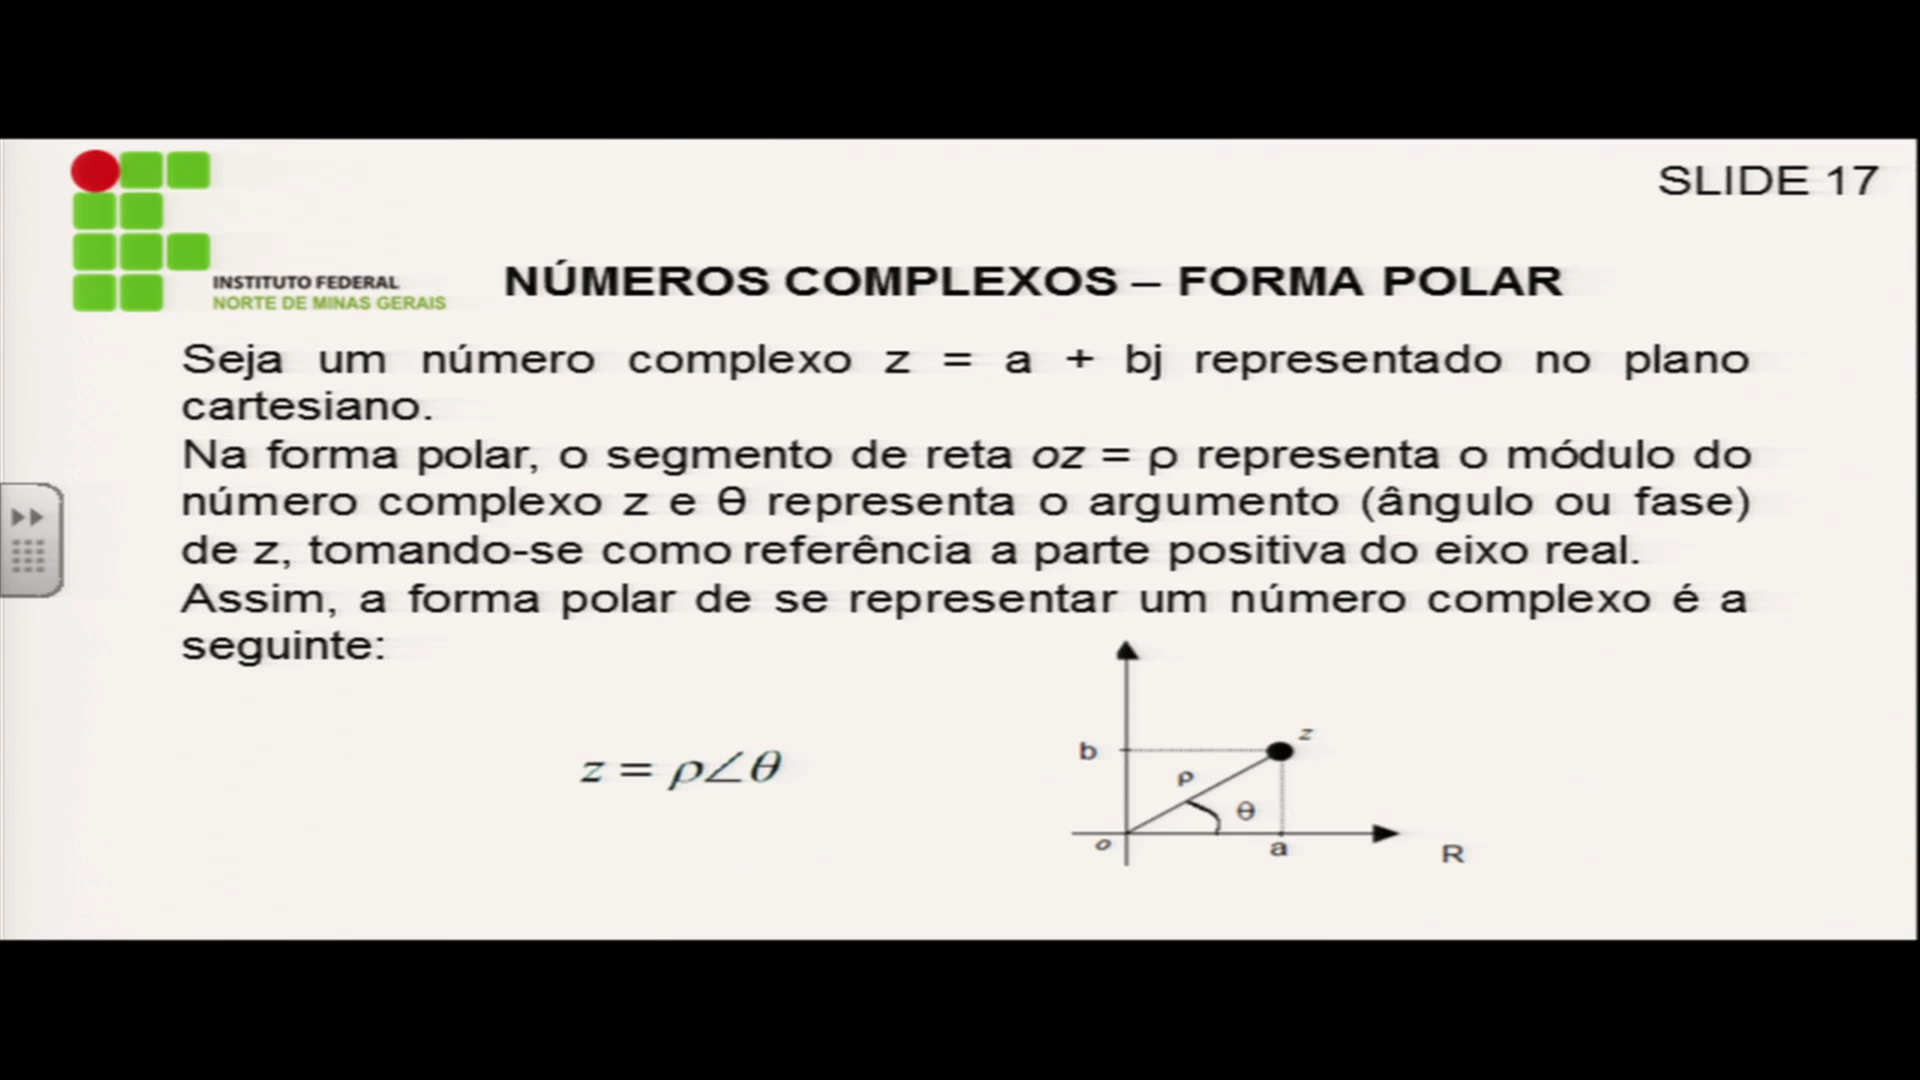 SLIDE 17
INSTITUTO FEDERAL
NORTE DE MINAS GERAIS
NÚMEROS COMPLEXOS – FORMA POLAR
Seja um número complexo z = a + bj representado no plano
cartesiano.
Na forma polar, o segmento de reta oz = ρ representa o módulo do
número complexo z e θ representa o argumento (ângulo ou fase)
de z, tomando-se como referência a parte positiva do eixo real.
Assim, a forma polar de se representar um número complexo é a
seguinte:
z = ρ∠θ
z
b
ρ
θ
o
a
R